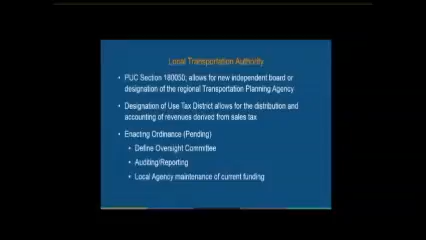 Local Transportation Authority
• PUC Section 180050; allows for new independent board or
designation of the regional Transportation Planning Agency
• Designation of Use Tax District allows for the distribution and
accounting of revenues derived from sales tax
• Enacting Ordinance (Pending)
• Define Oversight Committee
• Auditing/Reporting
• Local Agency maintenance of current funding